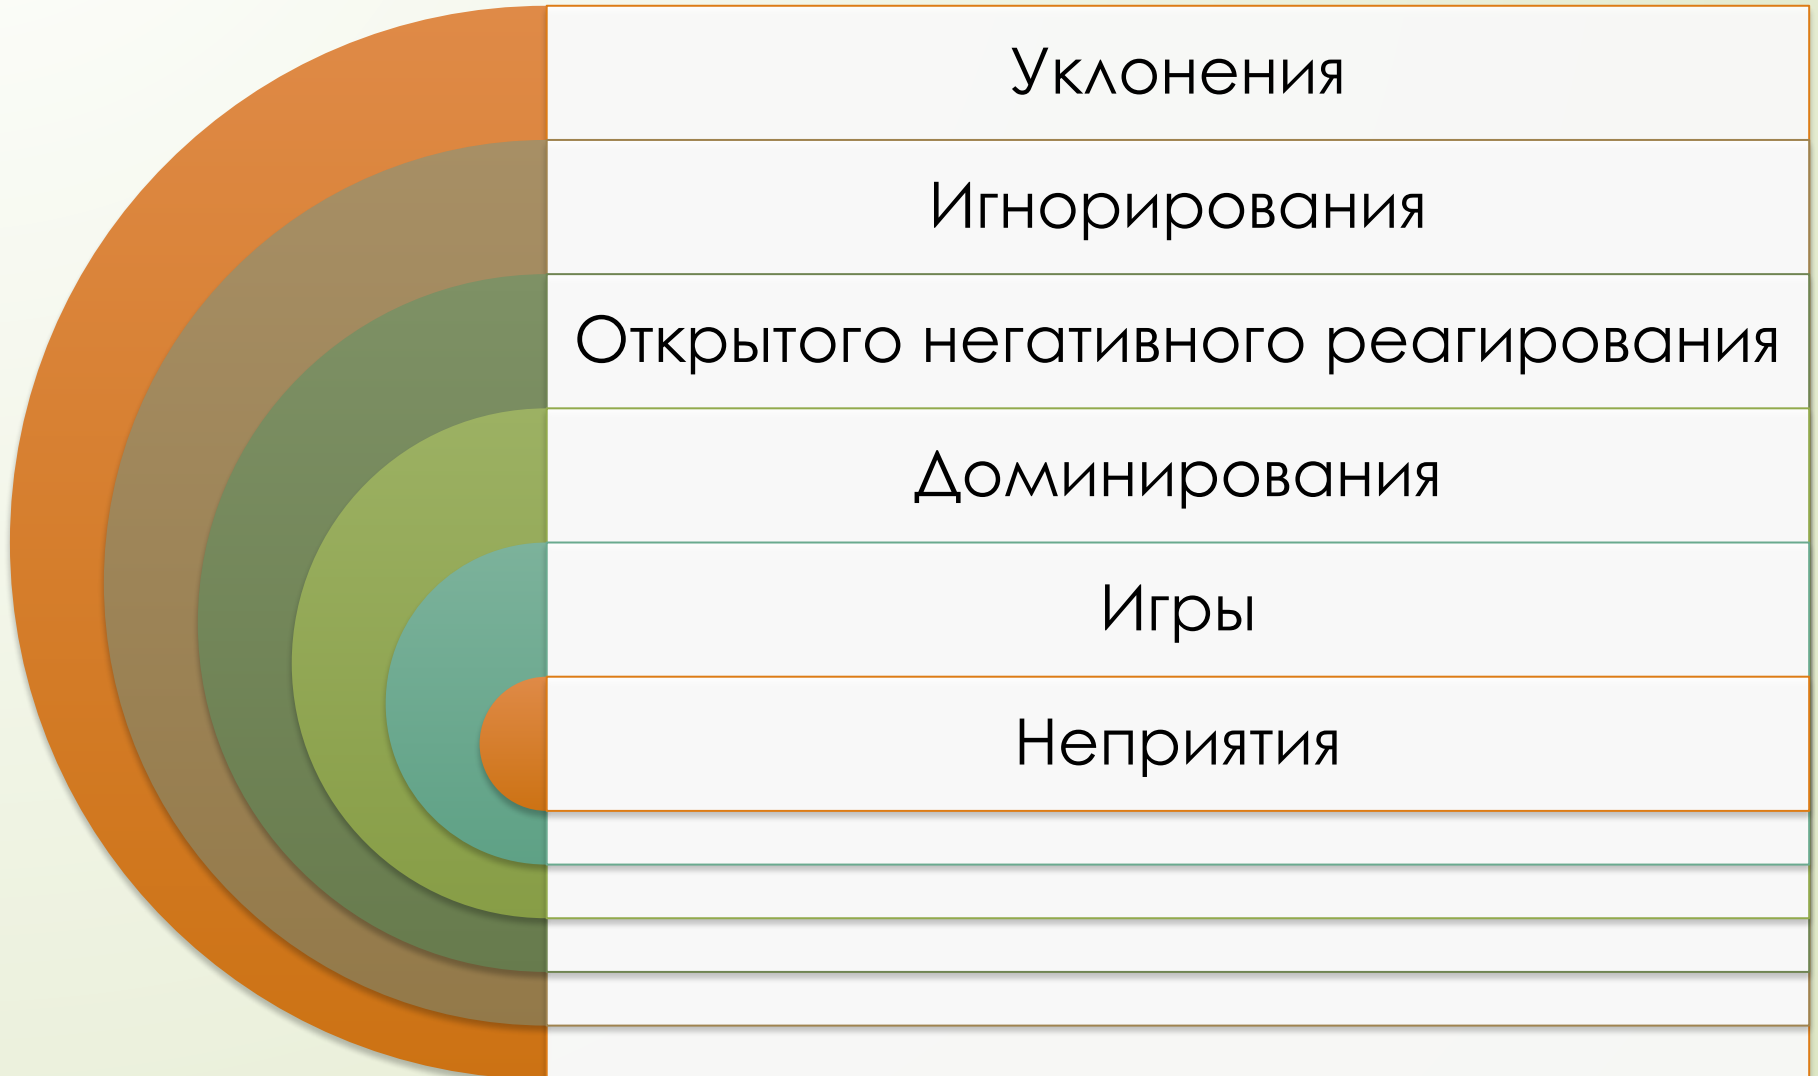 Уклонения
Игнорирования
Открытого негативного реагирования
Доминирования
Игры
Неприятия